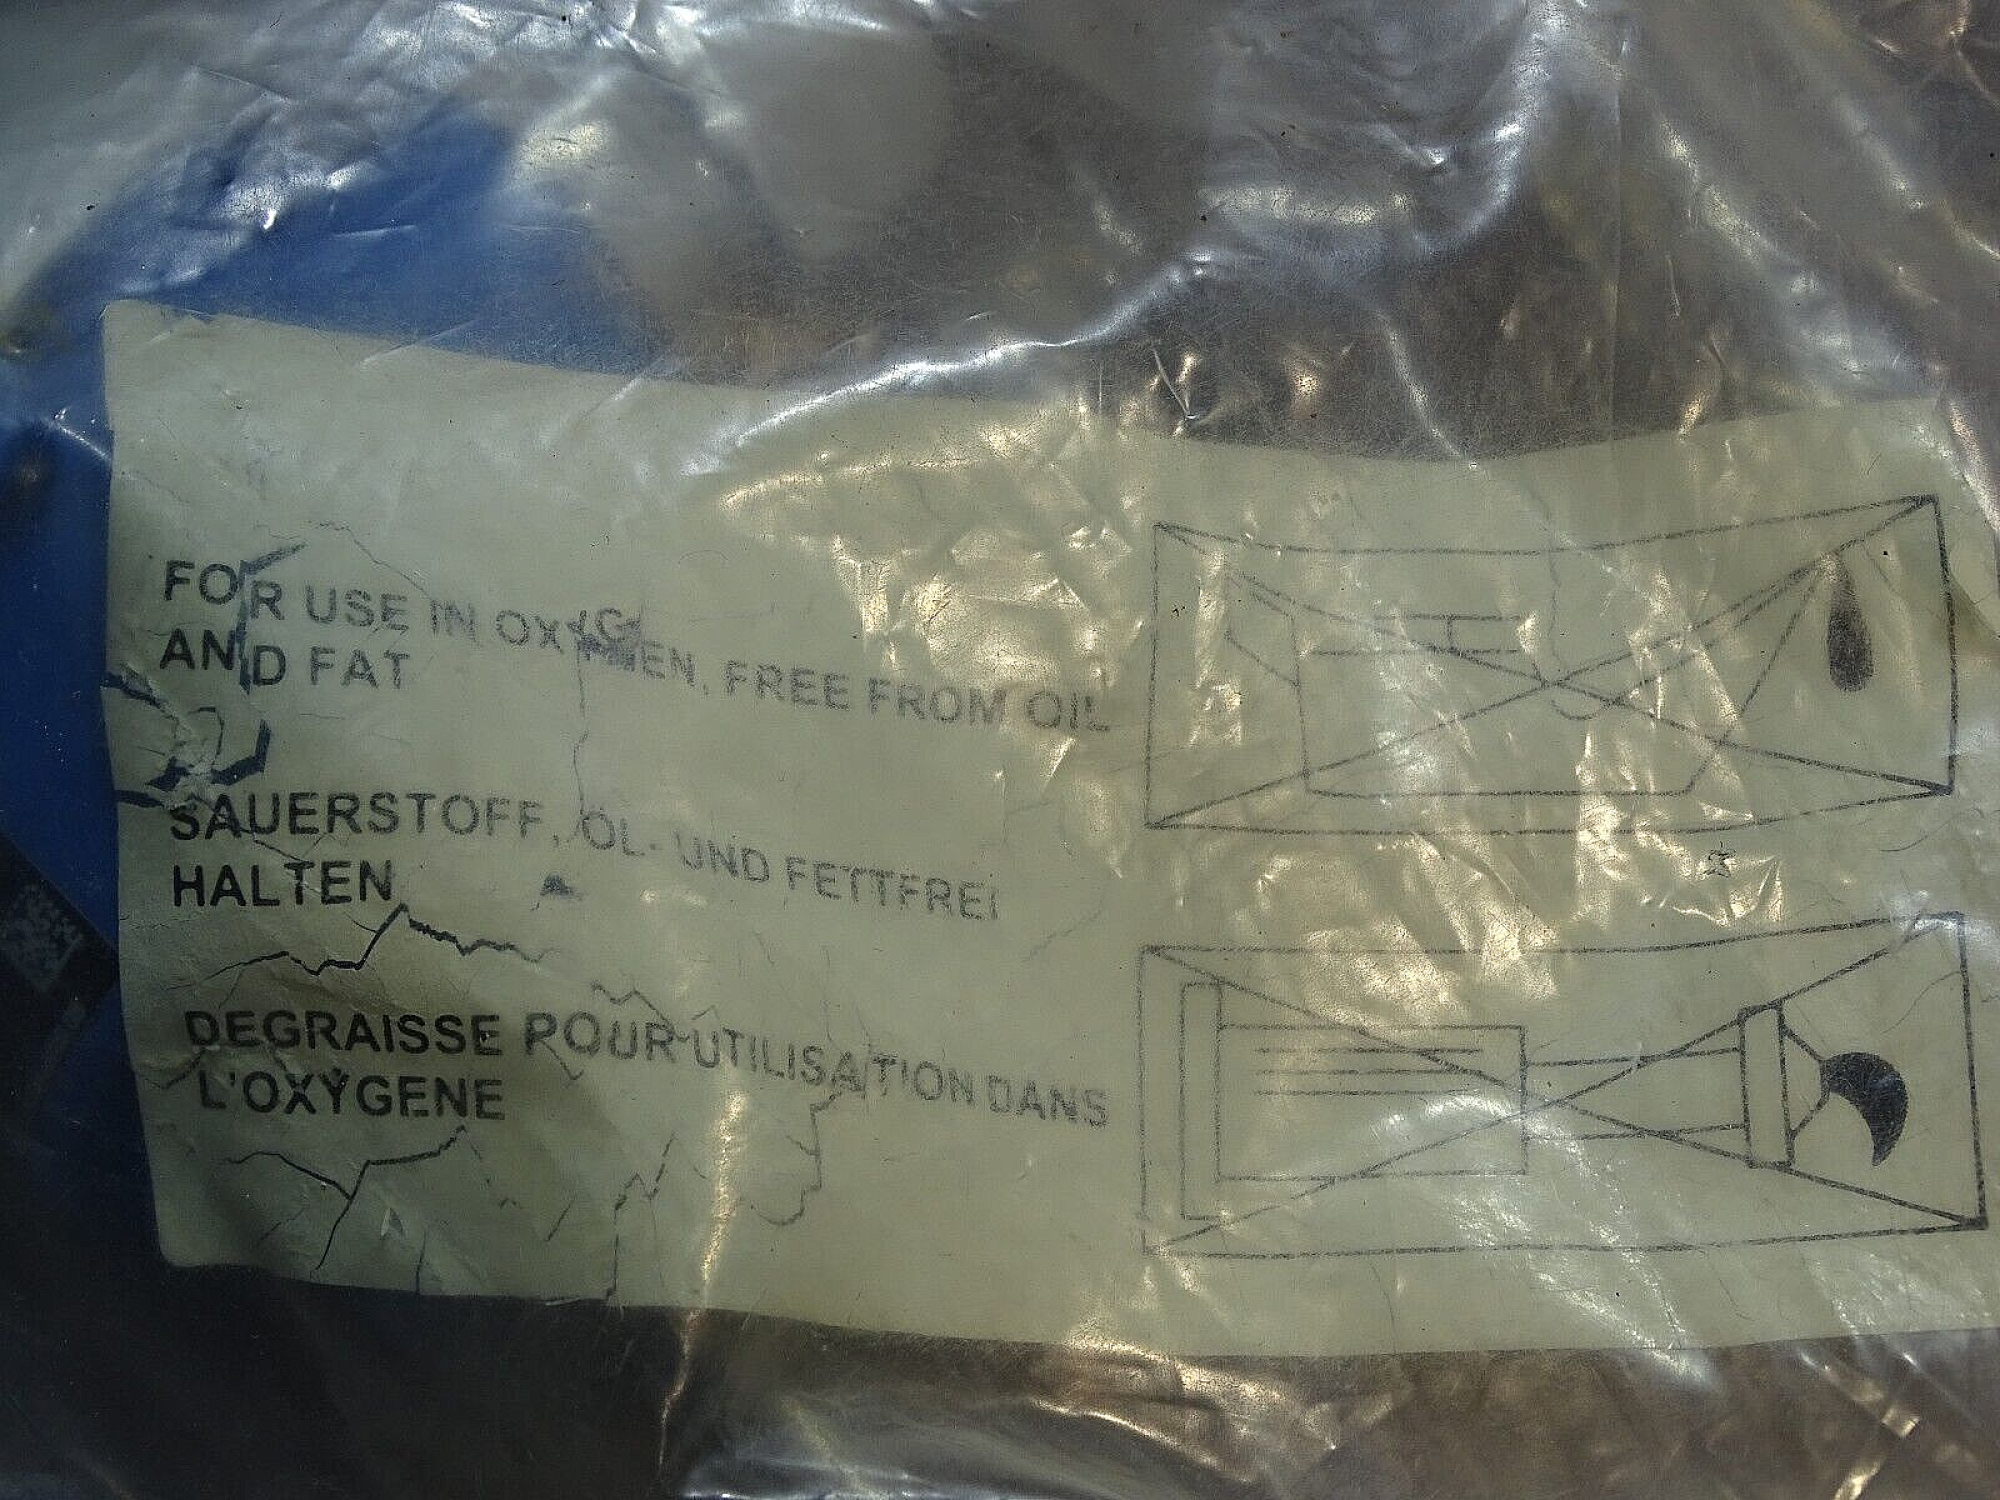 FOR USE IN OXYGEN, FREE FROM OIL
AND FAT
SAUERSTOFF, ÖL- UND FETTFREI
HALTEN
DEGRAISSE POUR UTILISATION DANS
L'OXYGENE